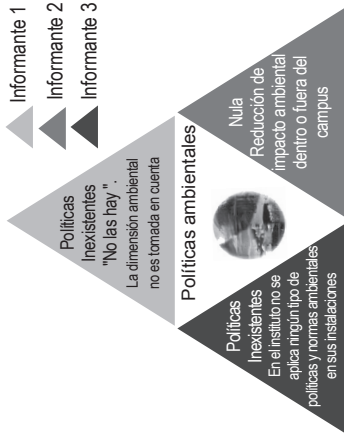 Informante 1
Informante 2
Informante 3
Políticas
Inexistentes
"No las hay".
La dimensión ambiental
no es tomada en cuenta
Políticas ambientales
Políticas
Inexistentes
En el instituto no se
aplica ningún tipo de
políticas y normas ambientales
en sus instalaciones
Nula
Reducción de
impacto ambiental
dentro o fuera del
campus